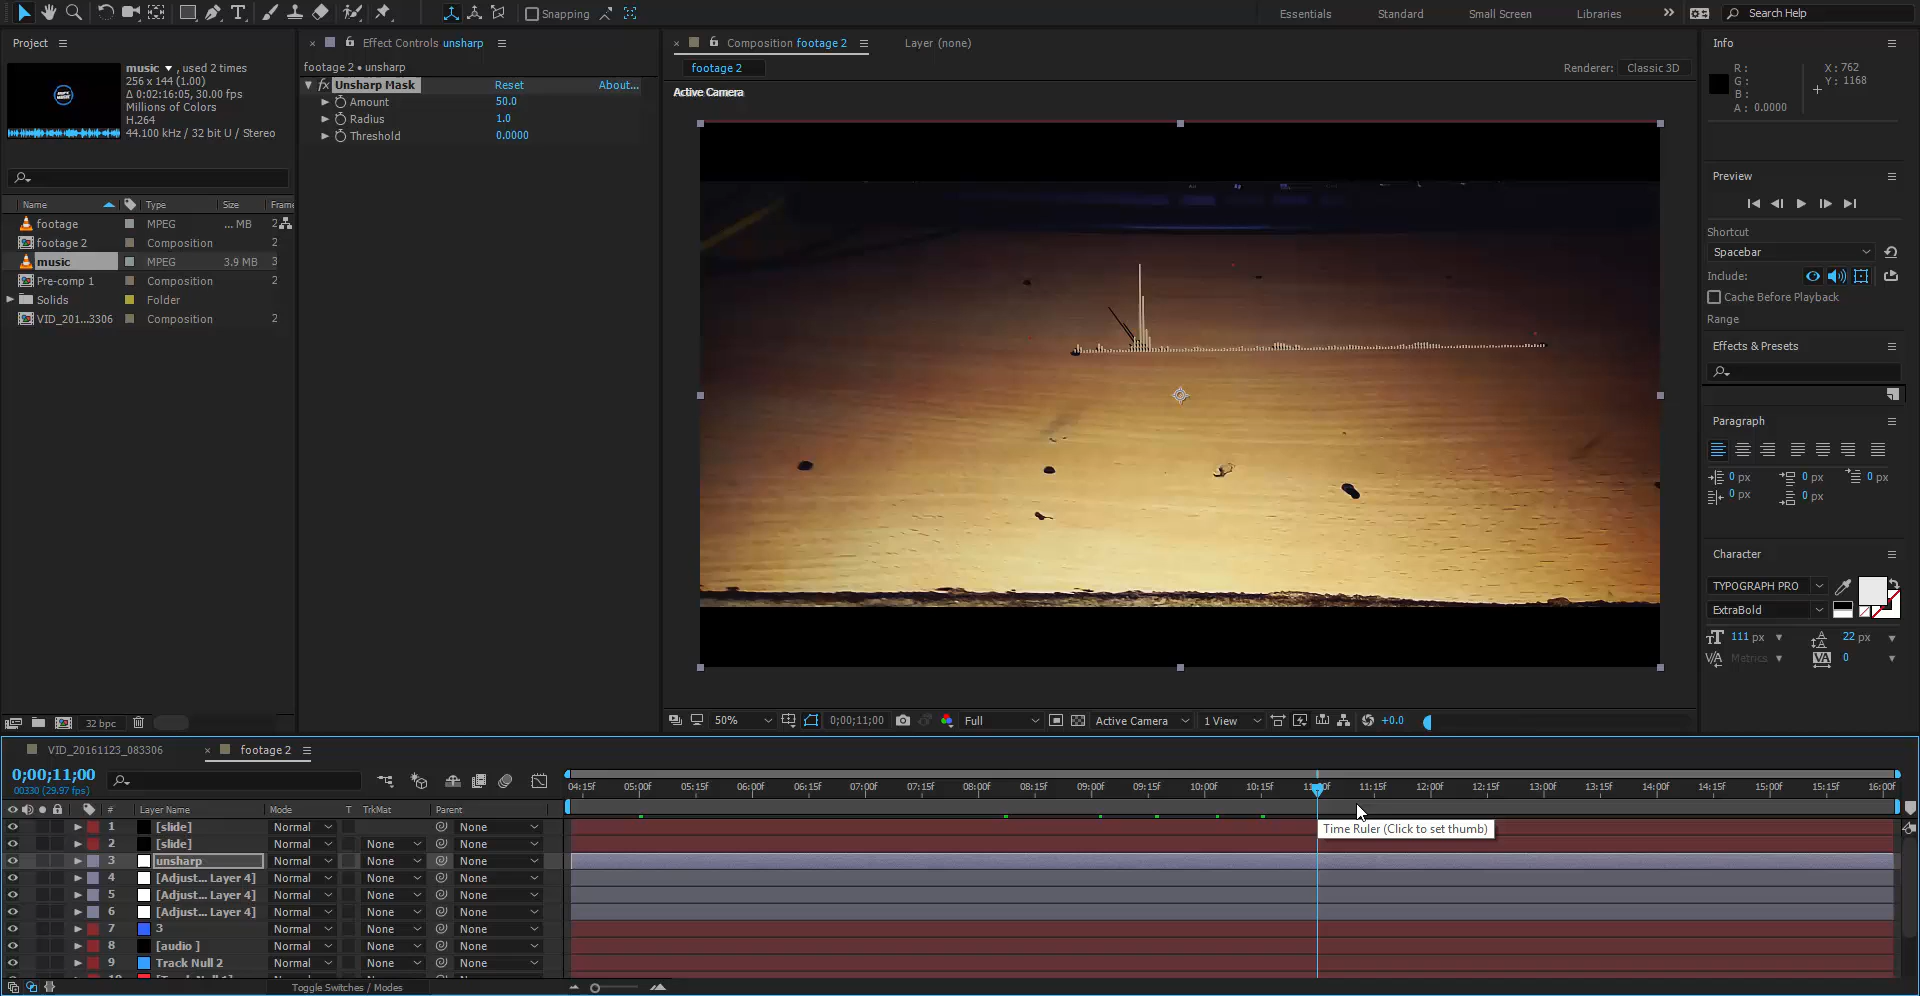 Snapping
Essentials
Standard
Small Screen
Libraries
Search Help
Project
music ▼ , used 2 times
256 x 144 (1.00)
Δ 0:02:16:05, 30.00 fps
Millions of Colors
H.264
44.100 kHz / 32 bit U / Stereo
Name Type Size Frame
footage MPEG ... MB 2
footage 2 Composition 2
music MPEG 3.9 MB 3
Pre-comp 1 Composition 2
Solids Folder
VID_201...3306 Composition 2
32 bpc
Effect Controls unsharp
footage 2 • unsharp
fx Unsharp Mask Reset About...
Amount 50.0
Radius 1.0
Threshold 0.0000
Composition footage 2
Layer (none)
footage 2
Renderer: Classic 3D
Active Camera
50% 0;00;11;00 Full Active Camera 1 View +0.0
Info
R :
G :
B :
A : 0.0000
X : 762
Y : 1168
Preview
Shortcut
Spacebar
Include:
Cache Before Playback
Range
Effects & Presets
Paragraph
0 px 0 px 0 px
0 px 0 px
Character
TYPOGRAPH PRO
ExtraBold
111 px 22 px
Metrics 0
VID_20161123_083306
footage 2
0;00;11;00
00330 (29.97 fps)
# Layer Name Mode T TrkMat Parent
04:15f 05:00f 05:15f 06:00f 06:15f 07:00f 07:15f 08:00f 08:15f 09:00f 09:15f 10:00f 10:15f 11:00f 11:15f 12:00f 12:15f 13:00f 13:15f 14:00f 14:15f 15:00f 15:15f 16:00f
Time Ruler (Click to set thumb)
1 [slide] Normal None
2 [slide] Normal None None
3 unsharp Normal None None
4 [Adjust... Layer 4] Normal None None
5 [Adjust... Layer 4] Normal None None
6 [Adjust... Layer 4] Normal None None
7 3 Normal None None
8 [audio ] Normal None None
9 Track Null 2 Normal None None
Toggle Switches / Modes